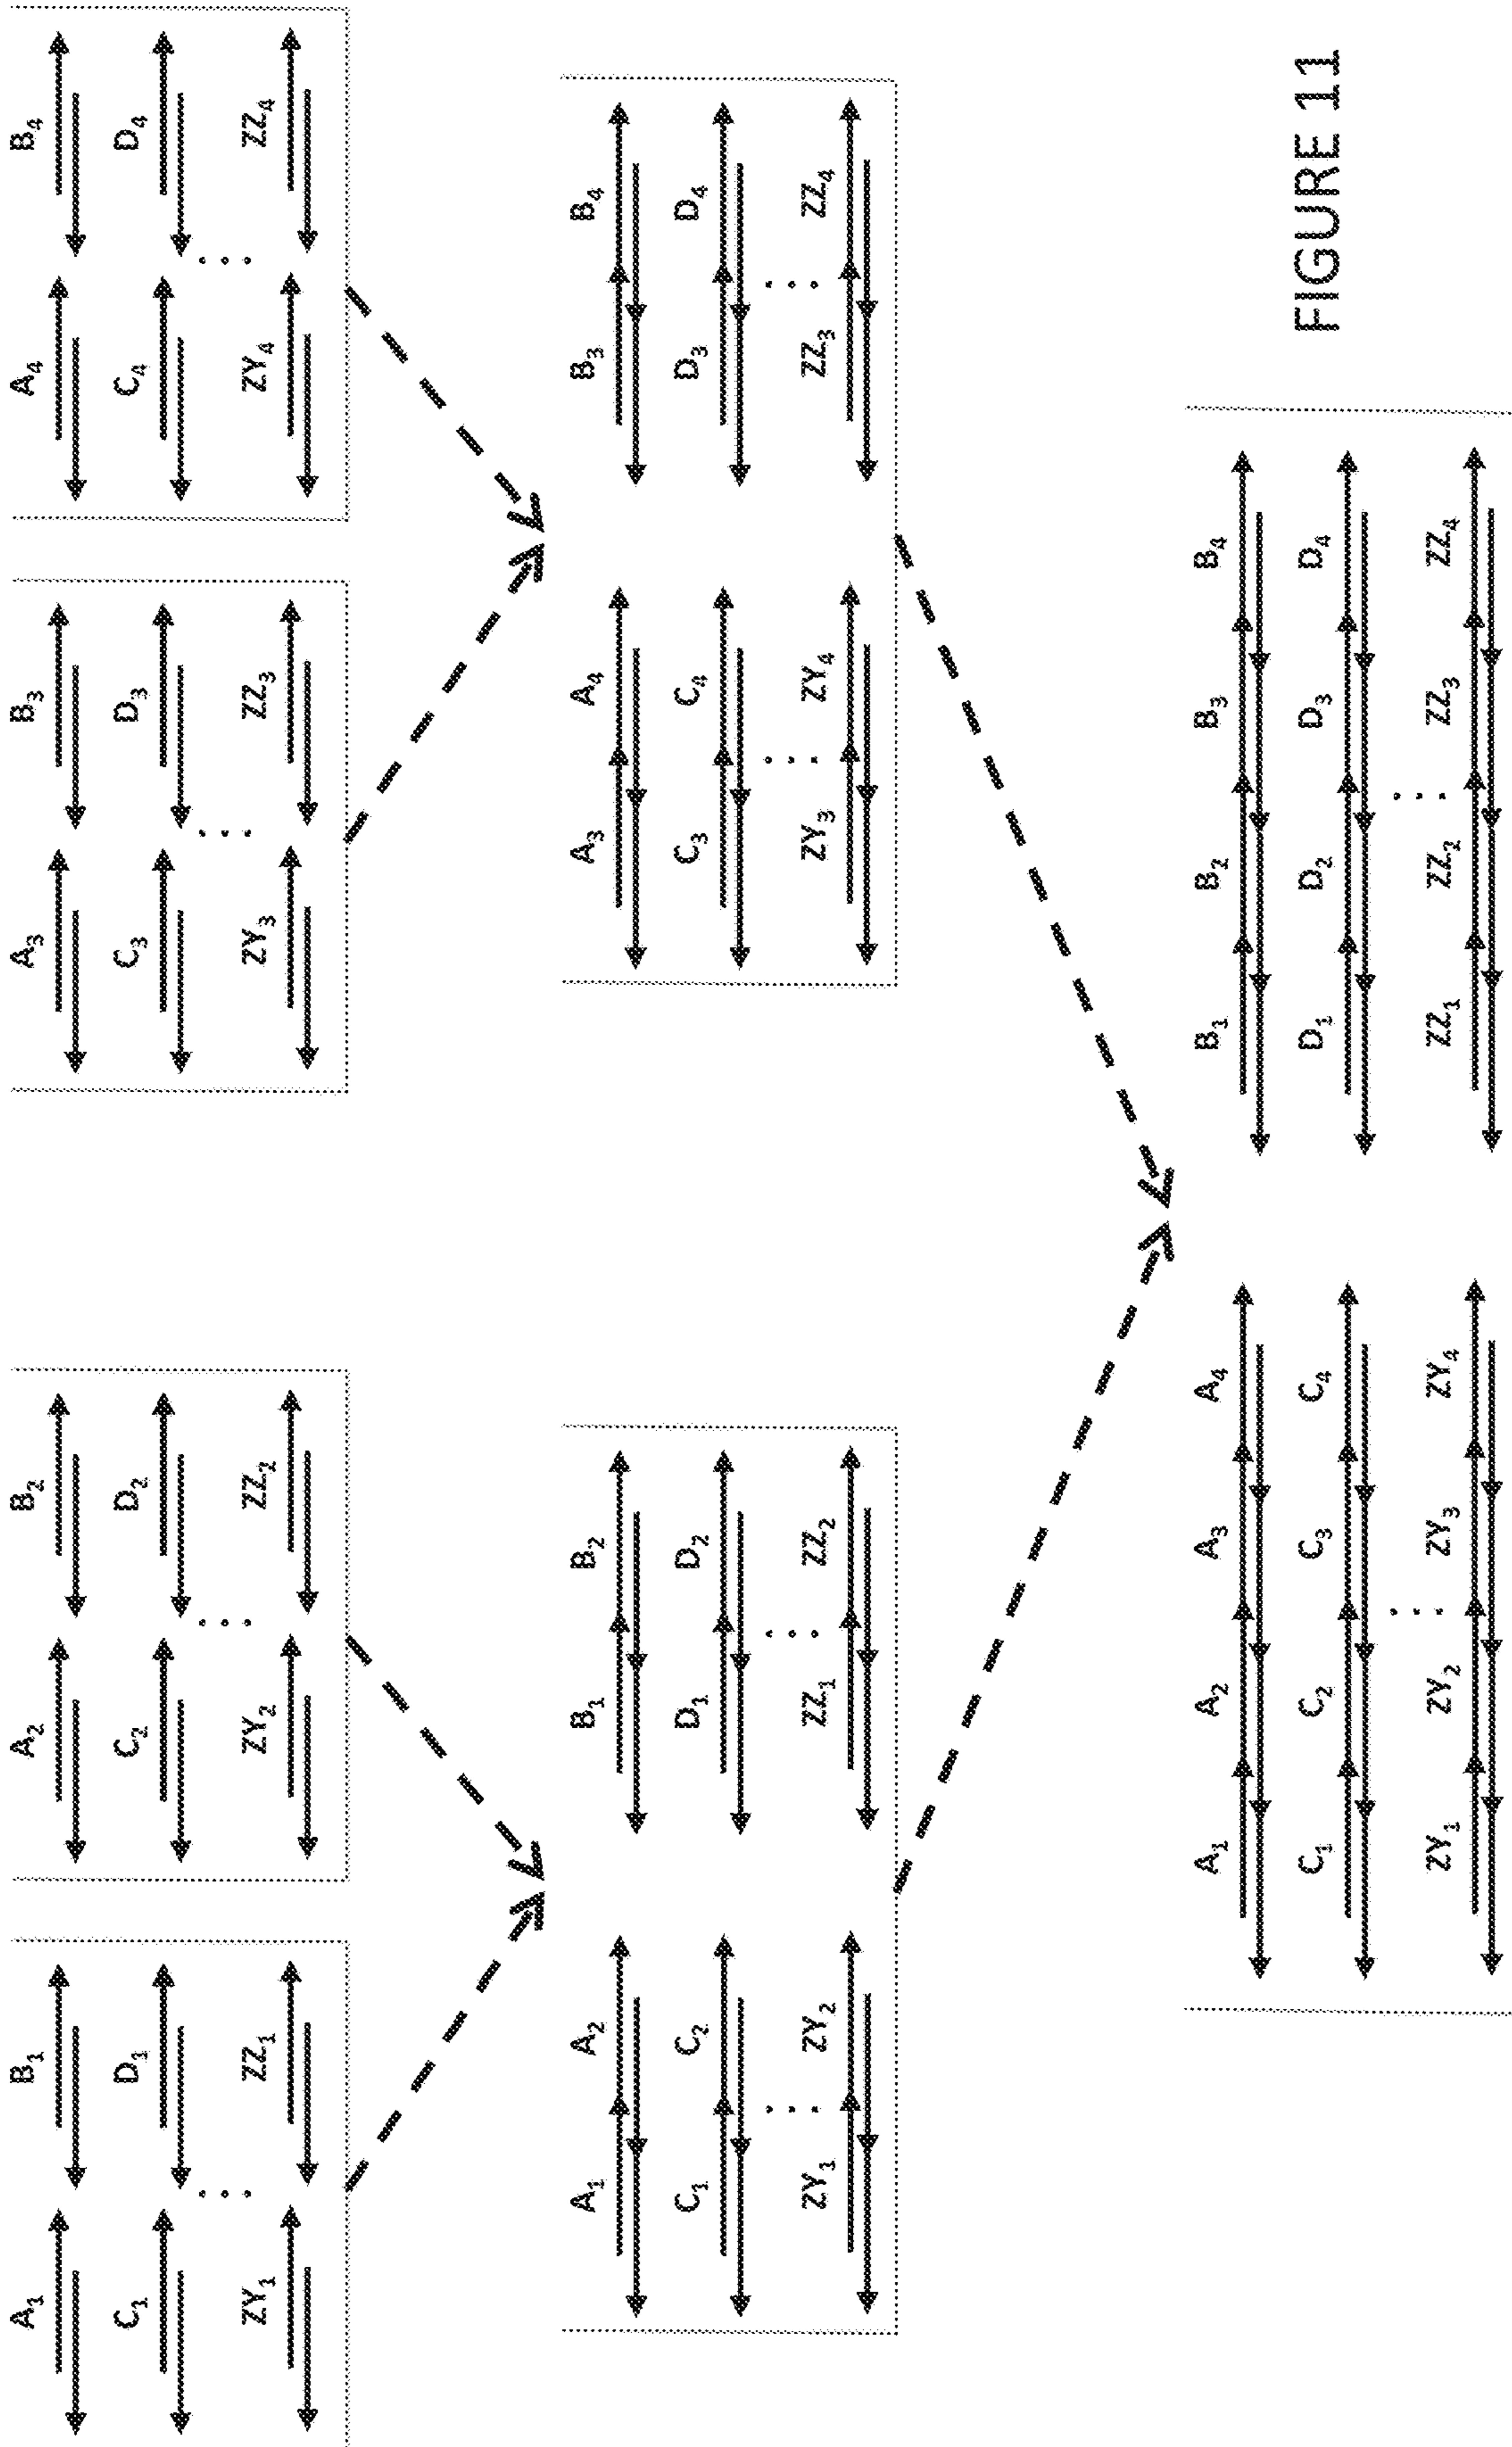 A₁ B₁ A₂ B₂ A₃ B₃ A₄ B₄
C₁ D₁ C₂ D₂ C₃ D₃ C₄ D₄
ZY₁ ZZ₁ ZY₂ ZZ₂ ZY₃ ZZ₃ ZY₄ ZZ₄
A₁ A₂ B₁ B₂ A₃ A₄ B₃ B₄
C₁ C₂ D₁ D₂ C₃ C₄ D₃ D₄
ZY₁ ZY₂ ZZ₁ ZZ₂ ZY₃ ZY₄ ZZ₃ ZZ₄
A₁ A₂ A₃ A₄ B₁ B₂ B₃ B₄
C₁ C₂ C₃ C₄ D₁ D₂ D₃ D₄
ZY₁ ZY₂ ZY₃ ZY₄ ZZ₁ ZZ₂ ZZ₃ ZZ₄
FIGURE 11